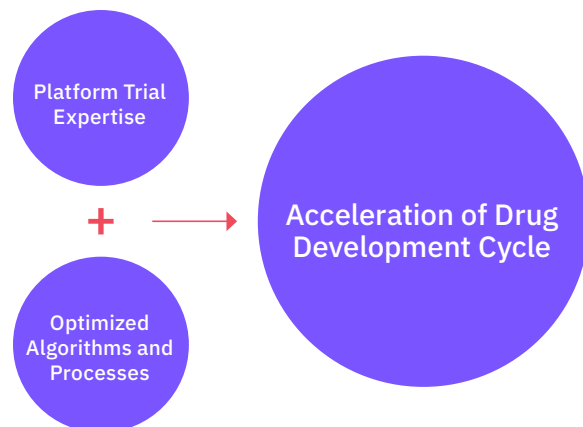 Platform Trial
Expertise
+
Optimized
Algorithms and
Processes
Acceleration of Drug
Development Cycle